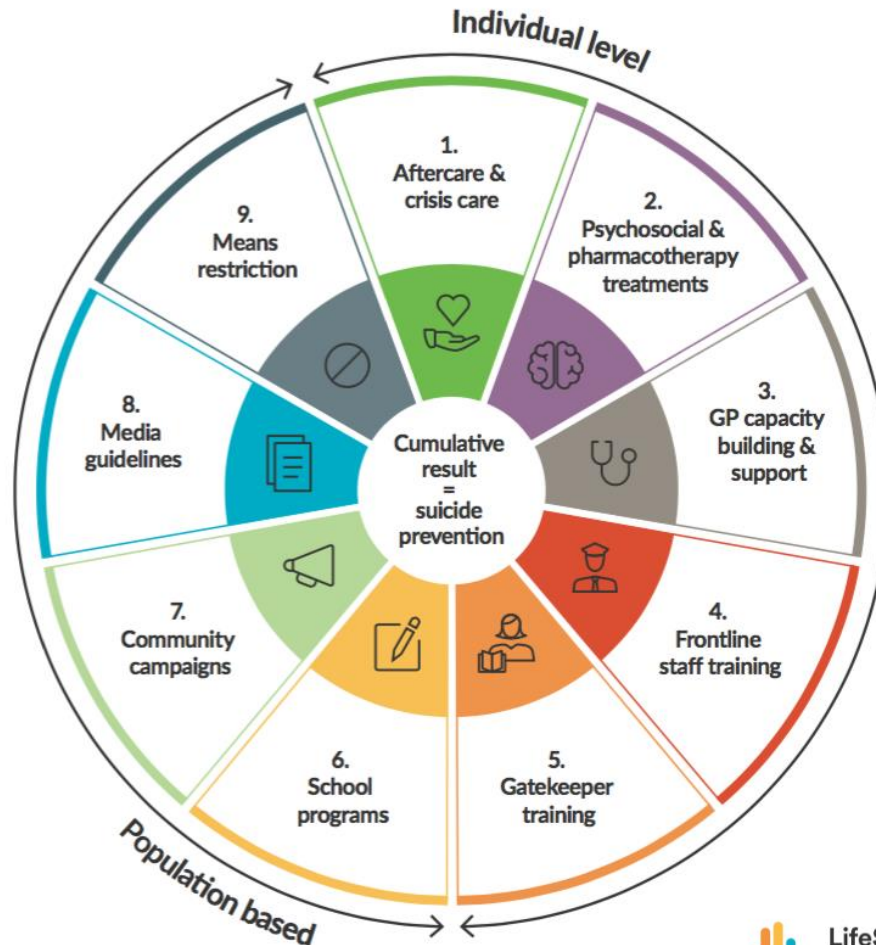 Individual level
1.
Aftercare &
crisis care
2.
Psychosocial &
pharmacotherapy
treatments
3.
GP capacity
building &
support
4.
Frontline
staff training
5.
Gatekeeper
training
6.
School
programs
7.
Community
campaigns
8.
Media
guidelines
9.
Means
restriction
Cumulative
result
=
suicide
prevention
Population based